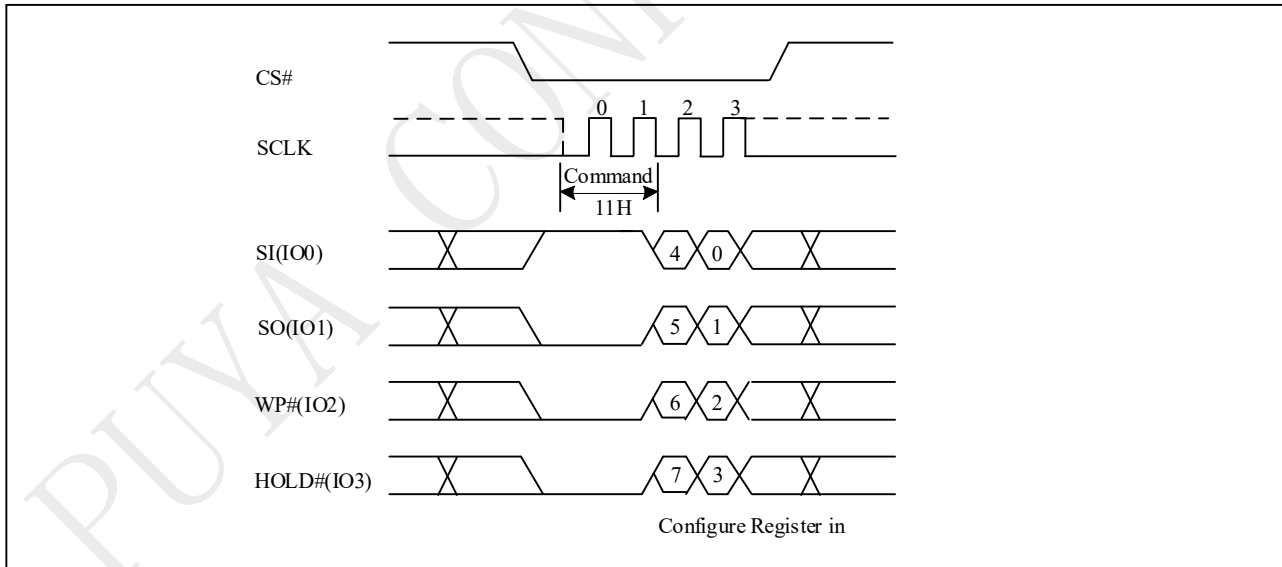 CS#
0 1 2 3
SCLK
Command
11H
SI(IO0) 4 0
SO(IO1) 5 1
WP#(IO2) 6 2
HOLD#(IO3) 7 3
Configure Register in
PUYA CONF